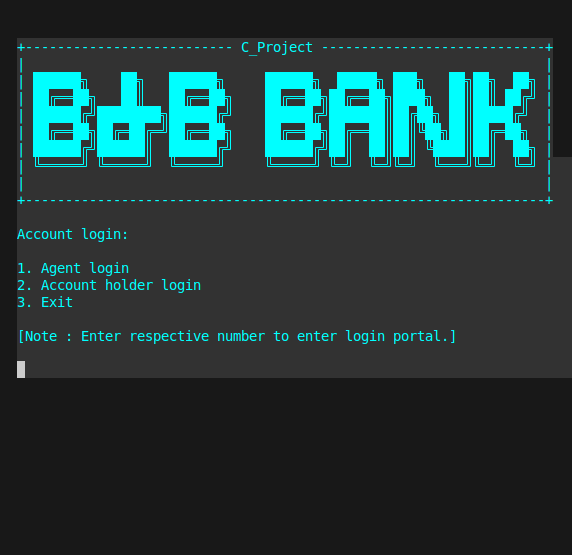 C_Project
B&B BANK
Account login:
1. Agent login
2. Account holder login
3. Exit
[Note : Enter respective number to enter login portal.]